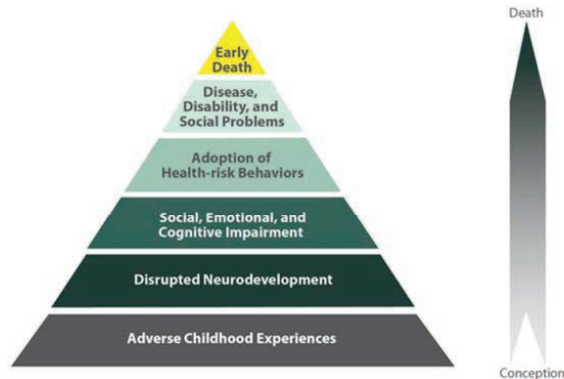 Death
Early
Death
Disease,
Disability, and
Social Problems
Adoption of
Health-risk Behaviors
Social, Emotional, and
Cognitive Impairment
Disrupted Neurodevelopment
Adverse Childhood Experiences
Conception